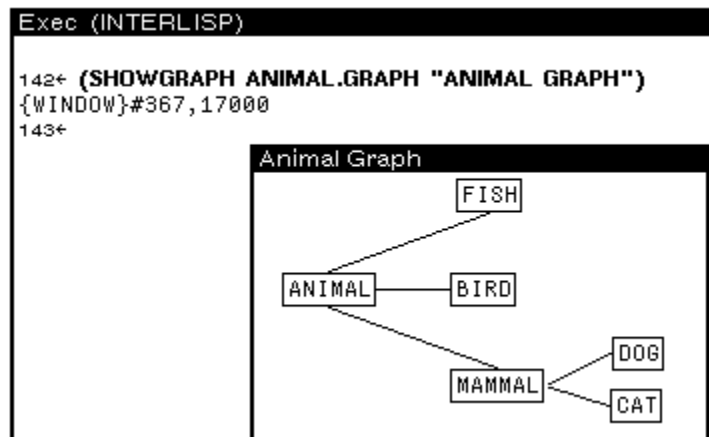 Exec (INTERLISP)
142← (SHOWGRAPH ANIMAL.GRAPH "ANIMAL GRAPH")
{WINDOW}#367,17000
143←
Animal Graph
FISH
ANIMAL
BIRD
DOG
MAMMAL
CAT